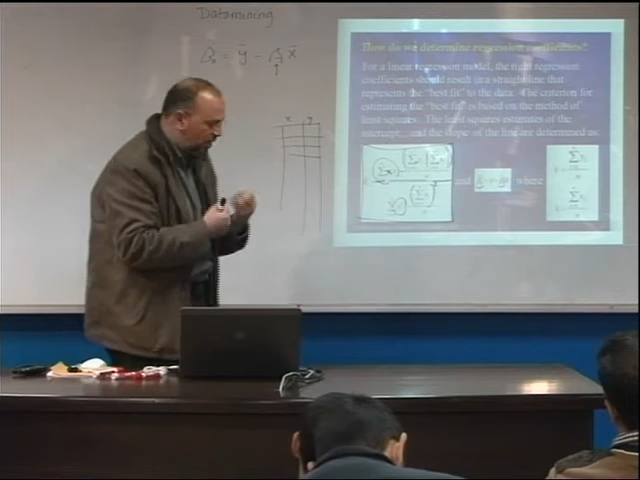 Datamining
β₀ = ȳ - β₁ x̄
x y
How do we determine regression coefficients?
For a linear regression model, the right regression
coefficients should result in a straight line that
represents the "best fit" to the data. The criterion for
estimating the "best fit" is based on the method of
least squares. The least squares estimates of the
intercept and the slope of the line are determined as:
and where